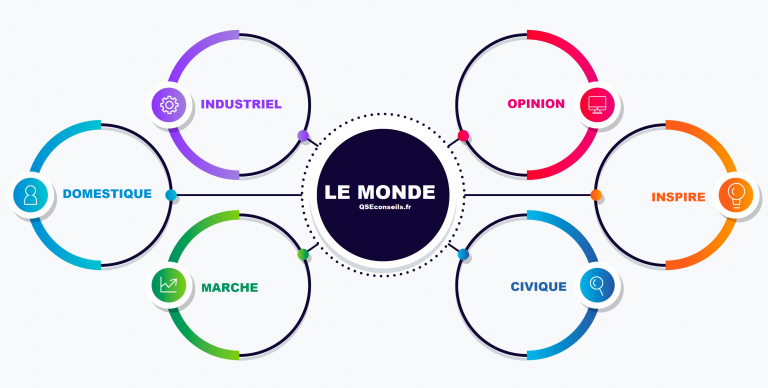 INDUSTRIEL
OPINION
DOMESTIQUE
LE MONDE
QSEconseils.fr
INSPIRE
MARCHE
CIVIQUE